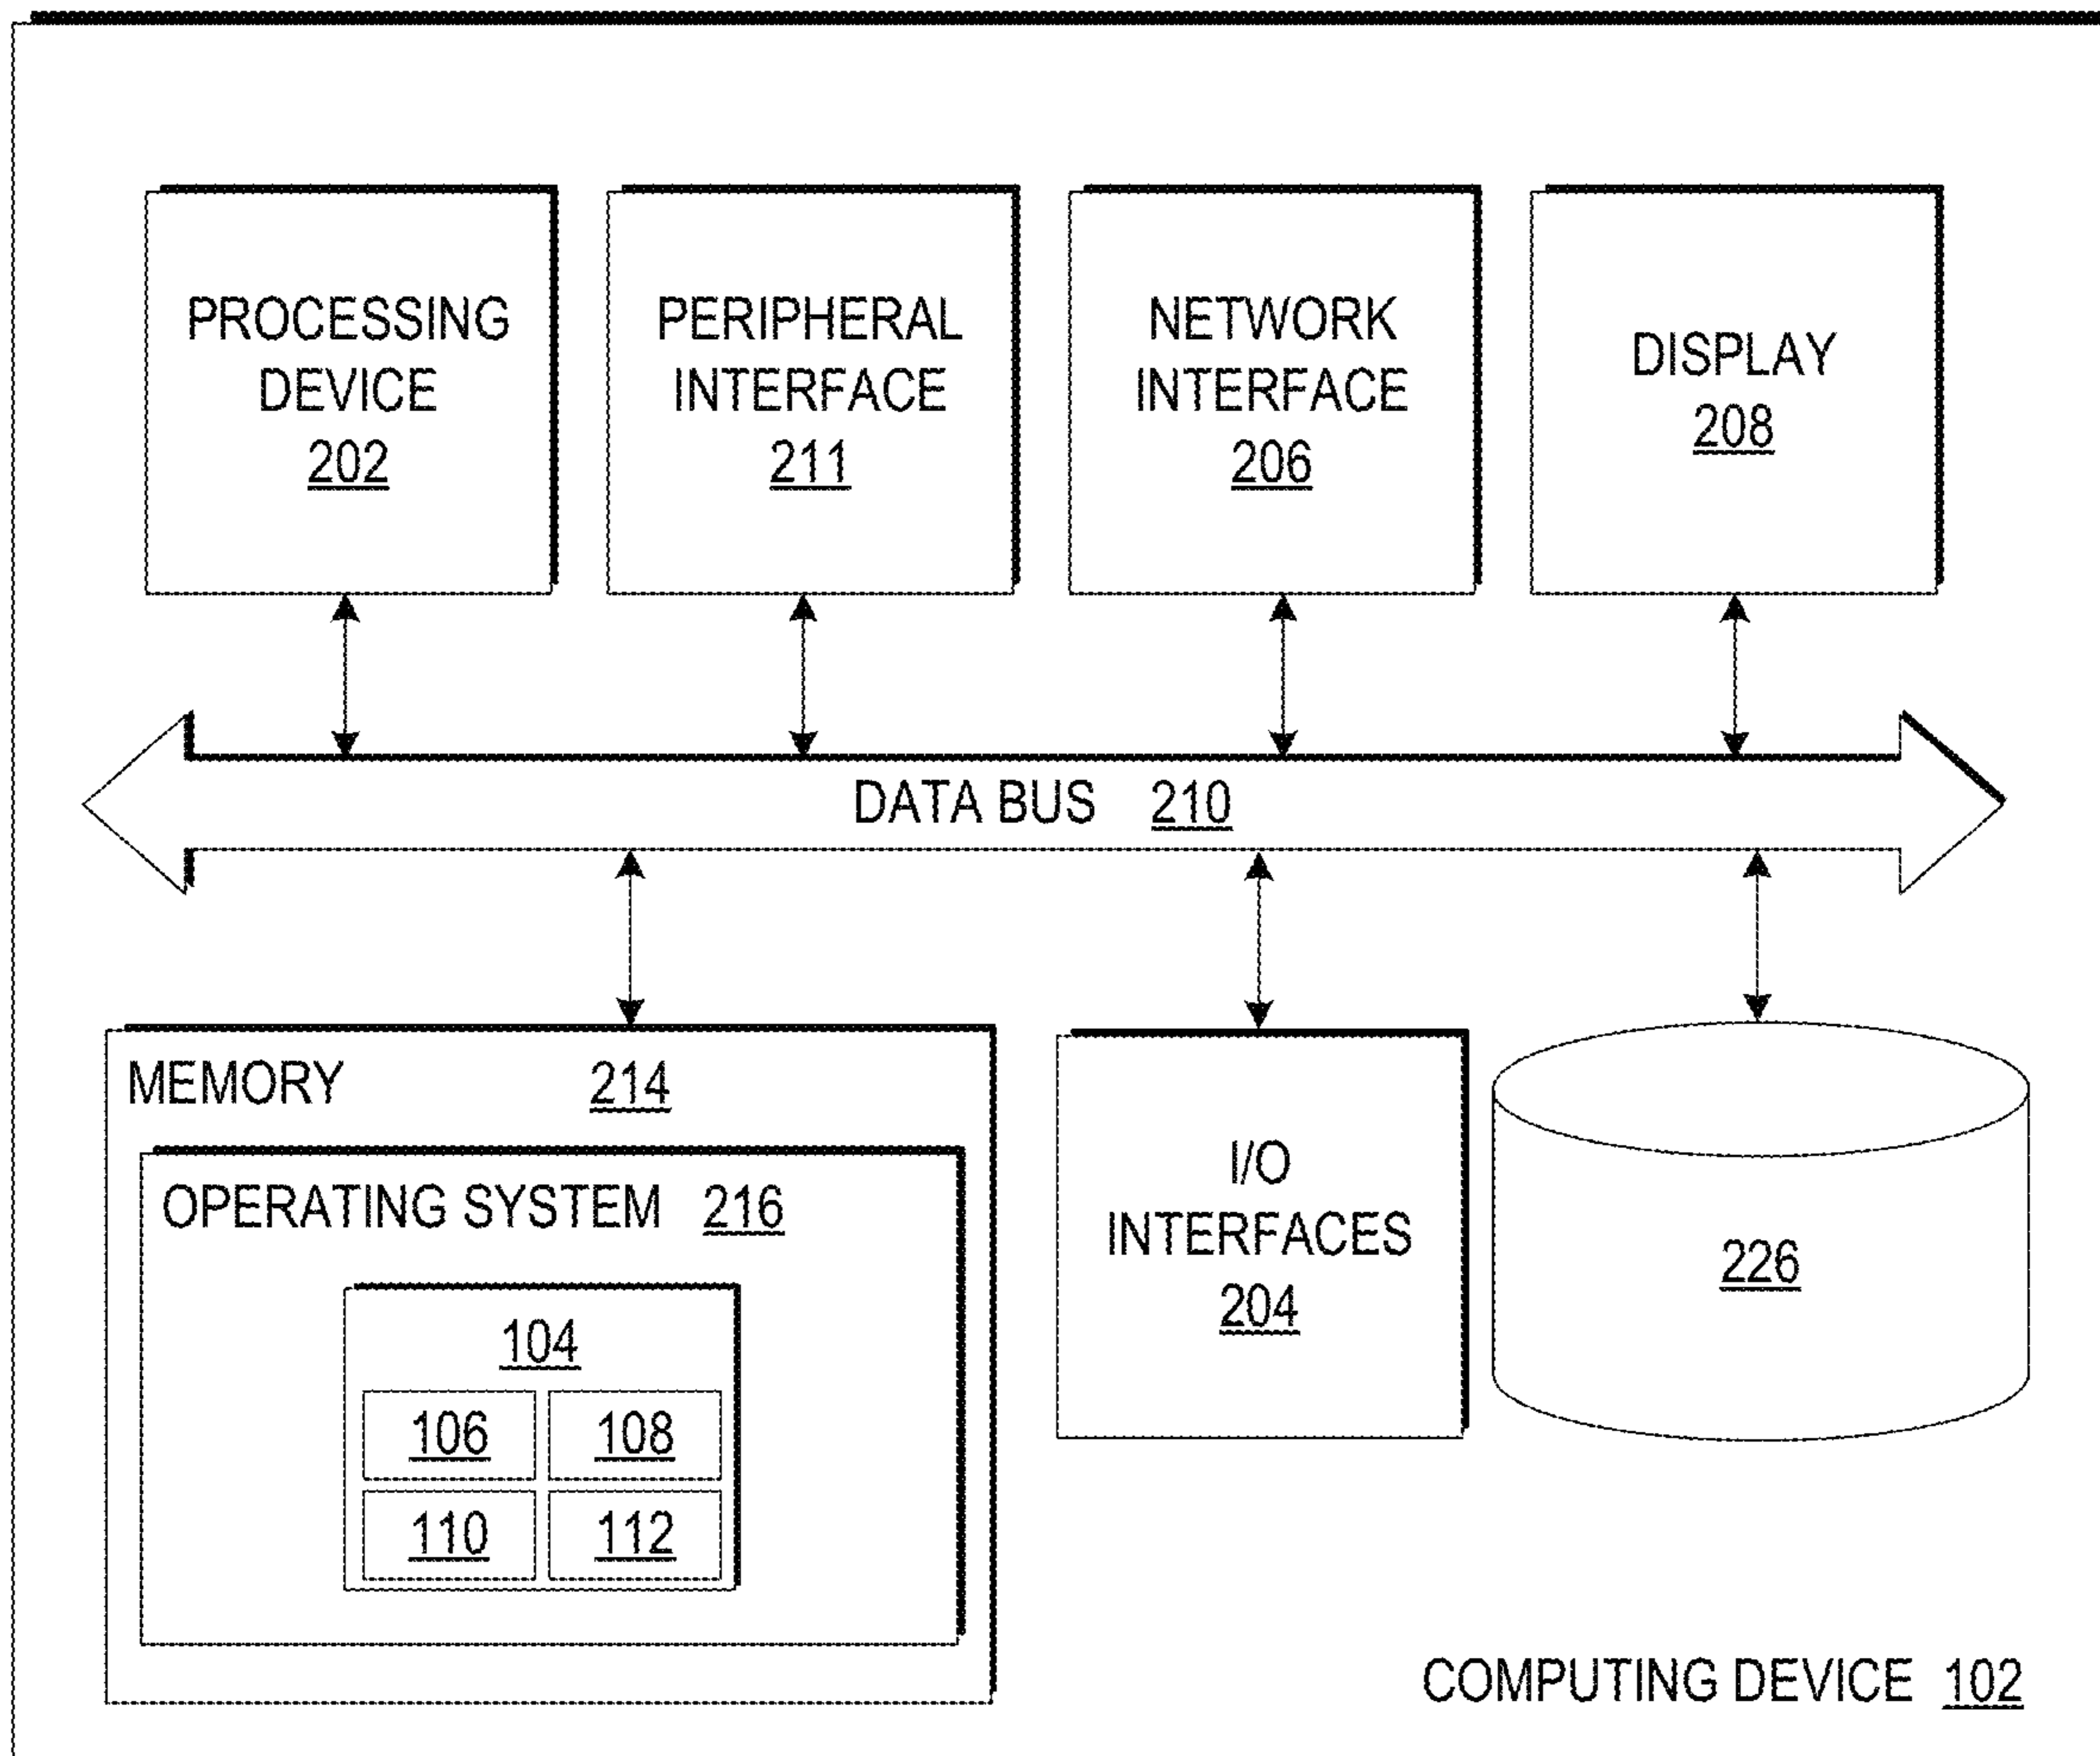 PROCESSING
DEVICE
202
PERIPHERAL
INTERFACE
211
NETWORK
INTERFACE
206
DISPLAY
208
DATA BUS 210
MEMORY 214
OPERATING SYSTEM 216
104
106 108
110 112
I/O
INTERFACES
204
226
COMPUTING DEVICE 102